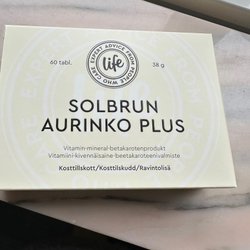 60 tabl.
EXPERT ADVICE FROM PEOPLE WHO CARE
life
38 g
SOLBRUN
AURINKO PLUS
Vitamin-mineral-betakarotenprodukt
Vitamiini-kivennäisaine-beetakaroteenivalmiste
Kosttillskott/Kosttilskudd/Ravintolisä